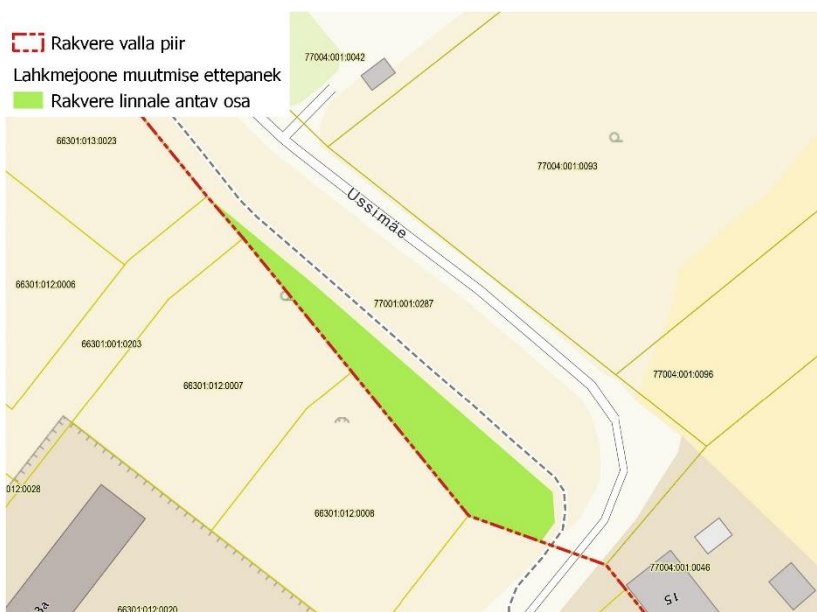 Rakvere valla piir
Lahkmejoone muutmise ettepanek
Rakvere linnale antav osa
77004:001:0042
66301:013:0023
77004:001:0093
Ussimäe
66301:012:0006
77001:001:0287
66301:001:0203
77004:001:0096
66301:012:0007
012:0028
66301:012:0008
77004:001:0046
15
3a
66301:012:0020